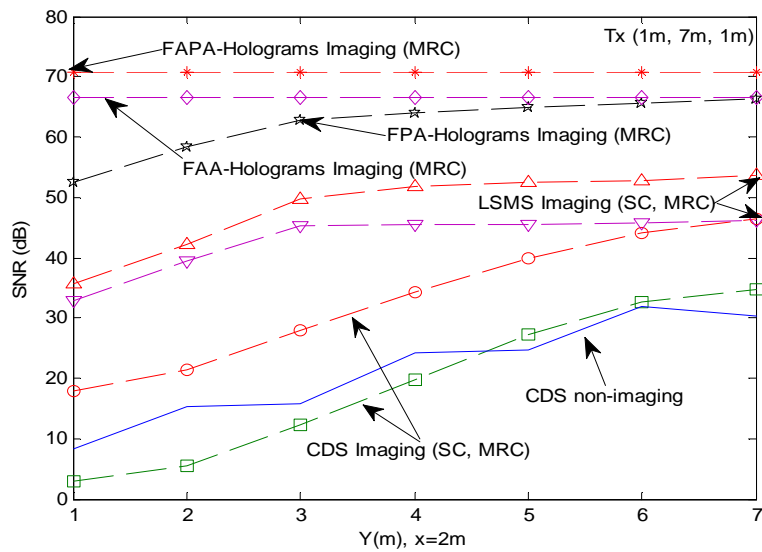 Tx (1m, 7m, 1m)
FAPA-Holograms Imaging (MRC)
FPA-Holograms Imaging (MRC)
FAA-Holograms Imaging (MRC)
LSMS Imaging (SC, MRC)
CDS non-imaging
CDS Imaging (SC, MRC)
SNR (dB)
80
70
60
50
40
30
20
10
0
1 2 3 4 5 6 7
Y(m), x=2m